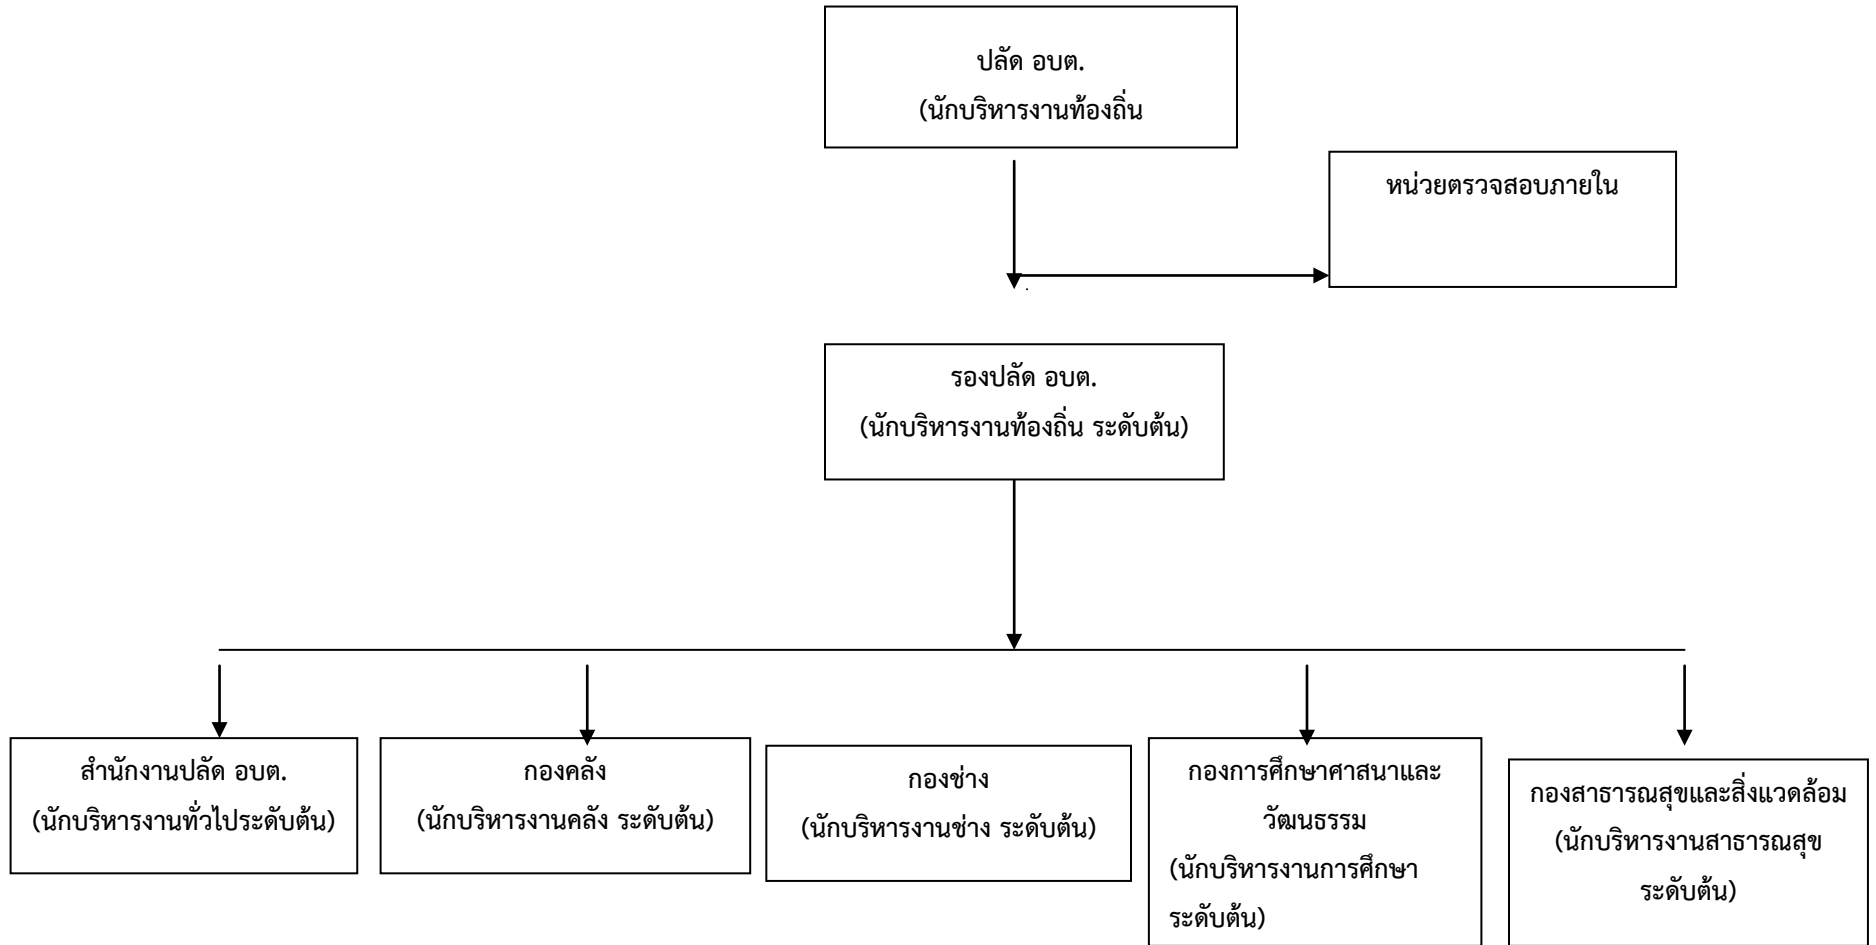 ปลัด อบต.
(นักบริหารงานท้องถิ่น
หน่วยตรวจสอบภายใน
รองปลัด อบต.
(นักบริหารงานท้องถิ่น ระดับต้น)
สำนักงานปลัด อบต.
(นักบริหารงานทั่วไประดับต้น)
กองคลัง
(นักบริหารงานคลัง ระดับต้น)
กองช่าง
(นักบริหารงานช่าง ระดับต้น)
กองการศึกษาศาสนาและ
วัฒนธรรม
(นักบริหารงานการศึกษา
ระดับต้น)
กองสาธารณสุขและสิ่งแวดล้อม
(นักบริหารงานสาธารณสุข
ระดับต้น)